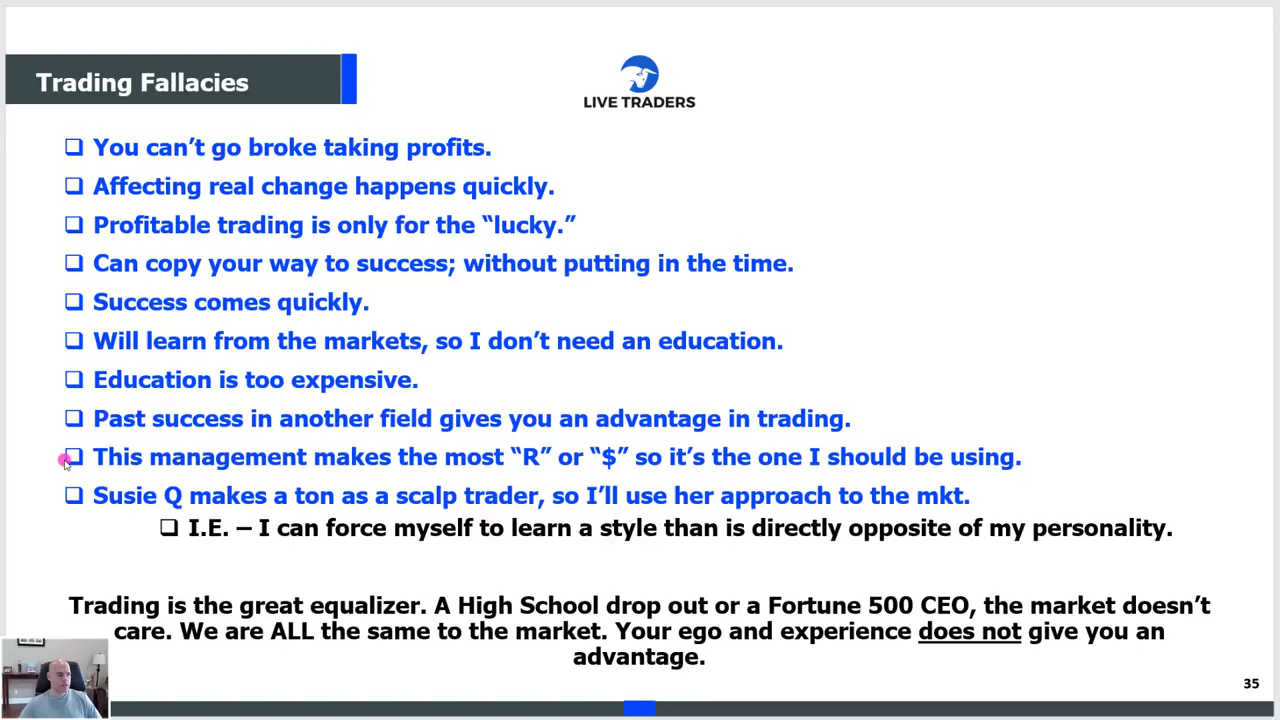 Trading Fallacies
LIVE TRADERS
❑ You can’t go broke taking profits.
❑ Affecting real change happens quickly.
❑ Profitable trading is only for the “lucky.”
❑ Can copy your way to success; without putting in the time.
❑ Success comes quickly.
❑ Will learn from the markets, so I don’t need an education.
❑ Education is too expensive.
❑ Past success in another field gives you an advantage in trading.
❑ This management makes the most “R” or “$” so it’s the one I should be using.
❑ Susie Q makes a ton as a scalp trader, so I’ll use her approach to the mkt.
❑ I.E. – I can force myself to learn a style than is directly opposite of my personality.
Trading is the great equalizer. A High School drop out or a Fortune 500 CEO, the market doesn’t
care. We are ALL the same to the market. Your ego and experience does not give you an
advantage.
35